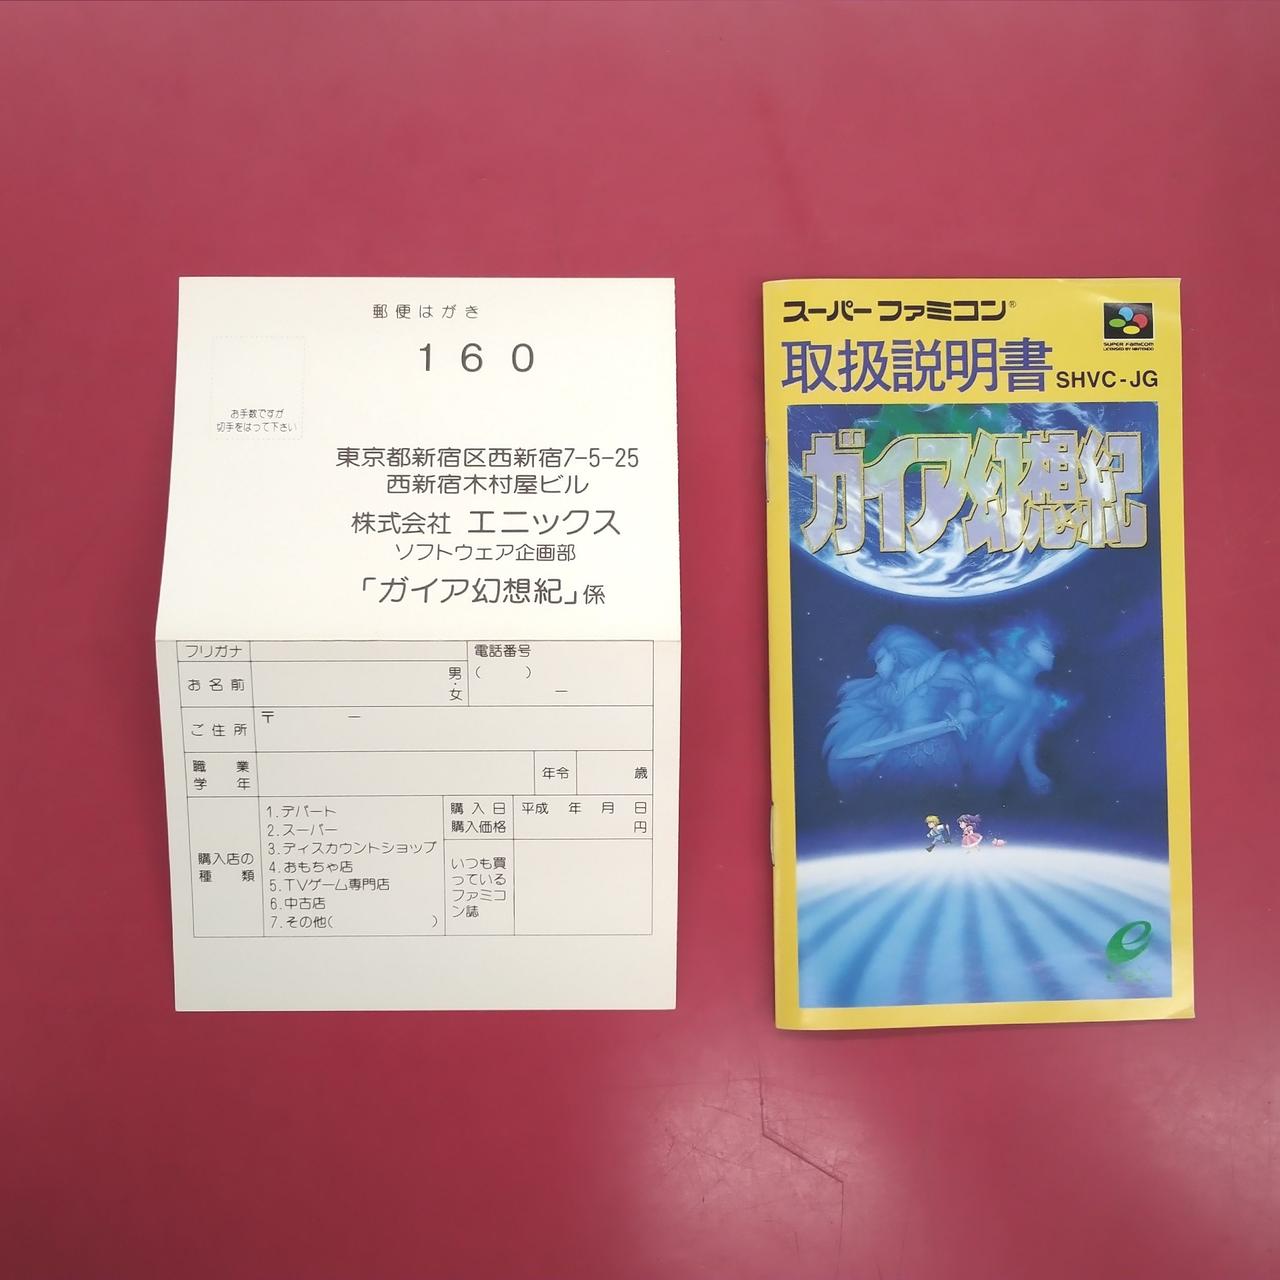 郵便はがき
160
お手数ですが
切手をはって下さい
東京都新宿区西新宿7-5-25
西新宿木村屋ビル
株式会社 エニックス
ソフトウェア企画部
「ガイア幻想紀」係
フリガナ
電話番号
( )
お名前
男・女
ー
ご住所
〒 ー
職業
学年
年令
歳
購入店の
種類
1.デパート
2.スーパー
3.ディスカウントショップ
4.おもちゃ店
5.TVゲーム専門店
6.中古店
7.その他( )
購入日
平成 年 月 日
購入価格
円
いつも買
っている
ファミコ
ン誌
スーパーファミコン®
SUPER FAMICOM
LICENSED BY NINTENDO
取扱説明書 SHVC-JG
ガイア幻想紀